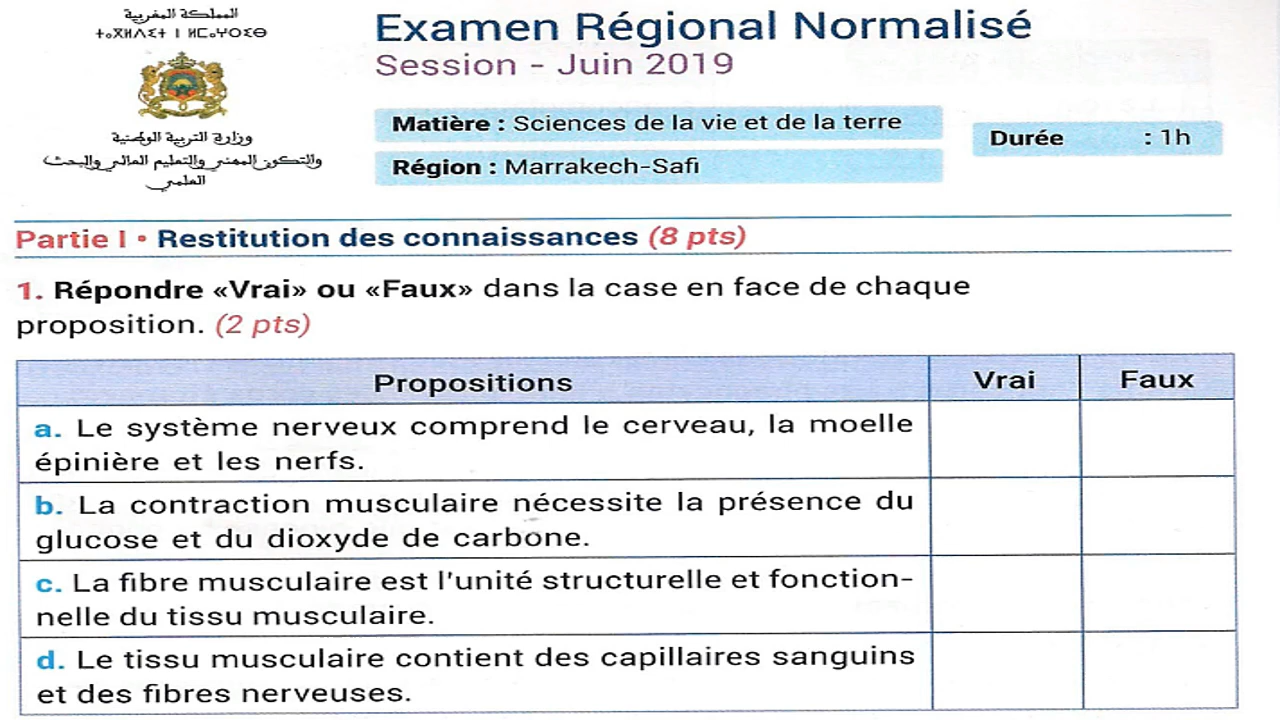 المملكة المغربية
ⵜⴰⴳⵍⴷⵉⵜ ⵏ ⵍⵎⵖⵔⵉⴱ
وزارة التربية الوطنية
والتكوين المهني والتعليم العالي والبحث
العلمي
Examen Régional Normalisé
Session - Juin 2019
Matière : Sciences de la vie et de la terre
Durée : 1h
Région : Marrakech-Safi
Partie I • Restitution des connaissances (8 pts)
1. Répondre «Vrai» ou «Faux» dans la case en face de chaque
proposition. (2 pts)
Propositions Vrai Faux
a. Le système nerveux comprend le cerveau, la moelle
épinière et les nerfs.
b. La contraction musculaire nécessite la présence du
glucose et du dioxyde de carbone.
c. La fibre musculaire est l'unité structurelle et fonction-
nelle du tissu musculaire.
d. Le tissu musculaire contient des capillaires sanguins
et des fibres nerveuses.